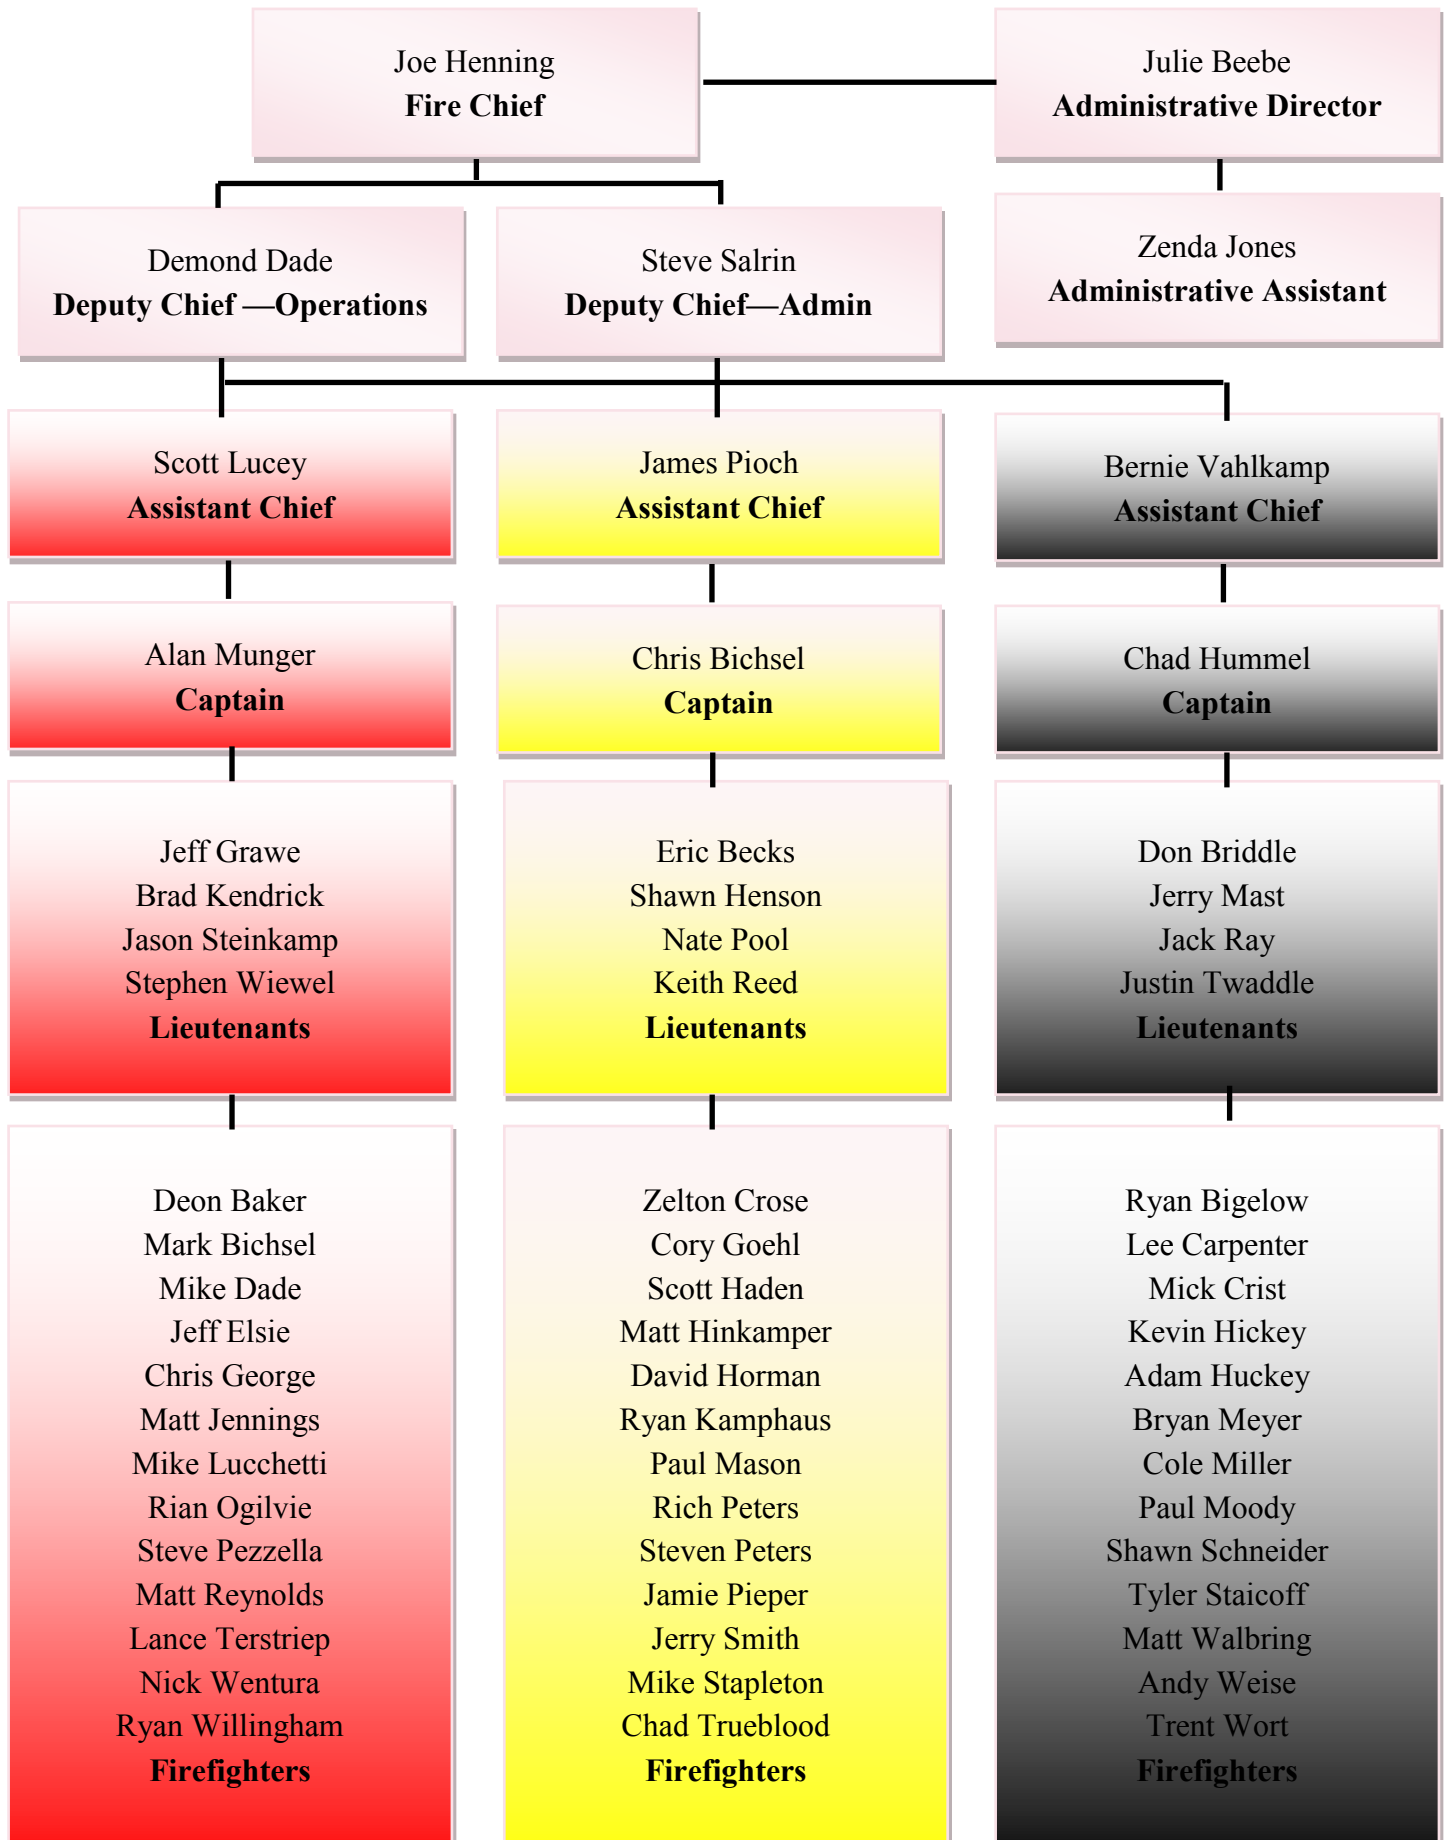 Joe Henning
Fire Chief
Julie Beebe
Administrative Director
Demond Dade
Deputy Chief —Operations
Steve Salrin
Deputy Chief—Admin
Zenda Jones
Administrative Assistant
Scott Lucey
Assistant Chief
James Pioch
Assistant Chief
Bernie Vahlkamp
Assistant Chief
Alan Munger
Captain
Chris Bichsel
Captain
Chad Hummel
Captain
Jeff Grawe
Brad Kendrick
Jason Steinkamp
Stephen Wiewel
Lieutenants
Eric Becks
Shawn Henson
Nate Pool
Keith Reed
Lieutenants
Don Briddle
Jerry Mast
Jack Ray
Justin Twaddle
Lieutenants
Deon Baker
Mark Bichsel
Mike Dade
Jeff Elsie
Chris George
Matt Jennings
Mike Lucchetti
Rian Ogilvie
Steve Pezzella
Matt Reynolds
Lance Terstriep
Nick Wentura
Ryan Willingham
Firefighters
Zelton Crose
Cory Goehl
Scott Haden
Matt Hinkamper
David Horman
Ryan Kamphaus
Paul Mason
Rich Peters
Steven Peters
Jamie Pieper
Jerry Smith
Mike Stapleton
Chad Trueblood
Firefighters
Ryan Bigelow
Lee Carpenter
Mick Crist
Kevin Hickey
Adam Huckey
Bryan Meyer
Cole Miller
Paul Moody
Shawn Schneider
Tyler Staicoff
Matt Walbring
Andy Weise
Trent Wort
Firefighters